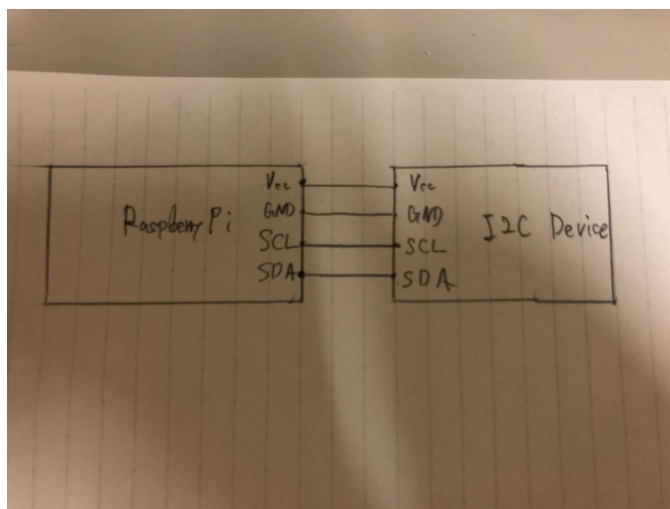 Raspberry Pi
Vcc
GND
SCL
SDA
Vcc
GND
SCL
SDA
I2C Device